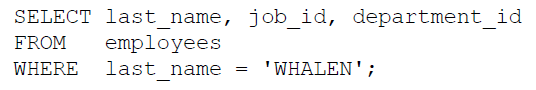 SELECT last_name, job_id, department_id
FROM employees
WHERE last_name = 'WHALEN';